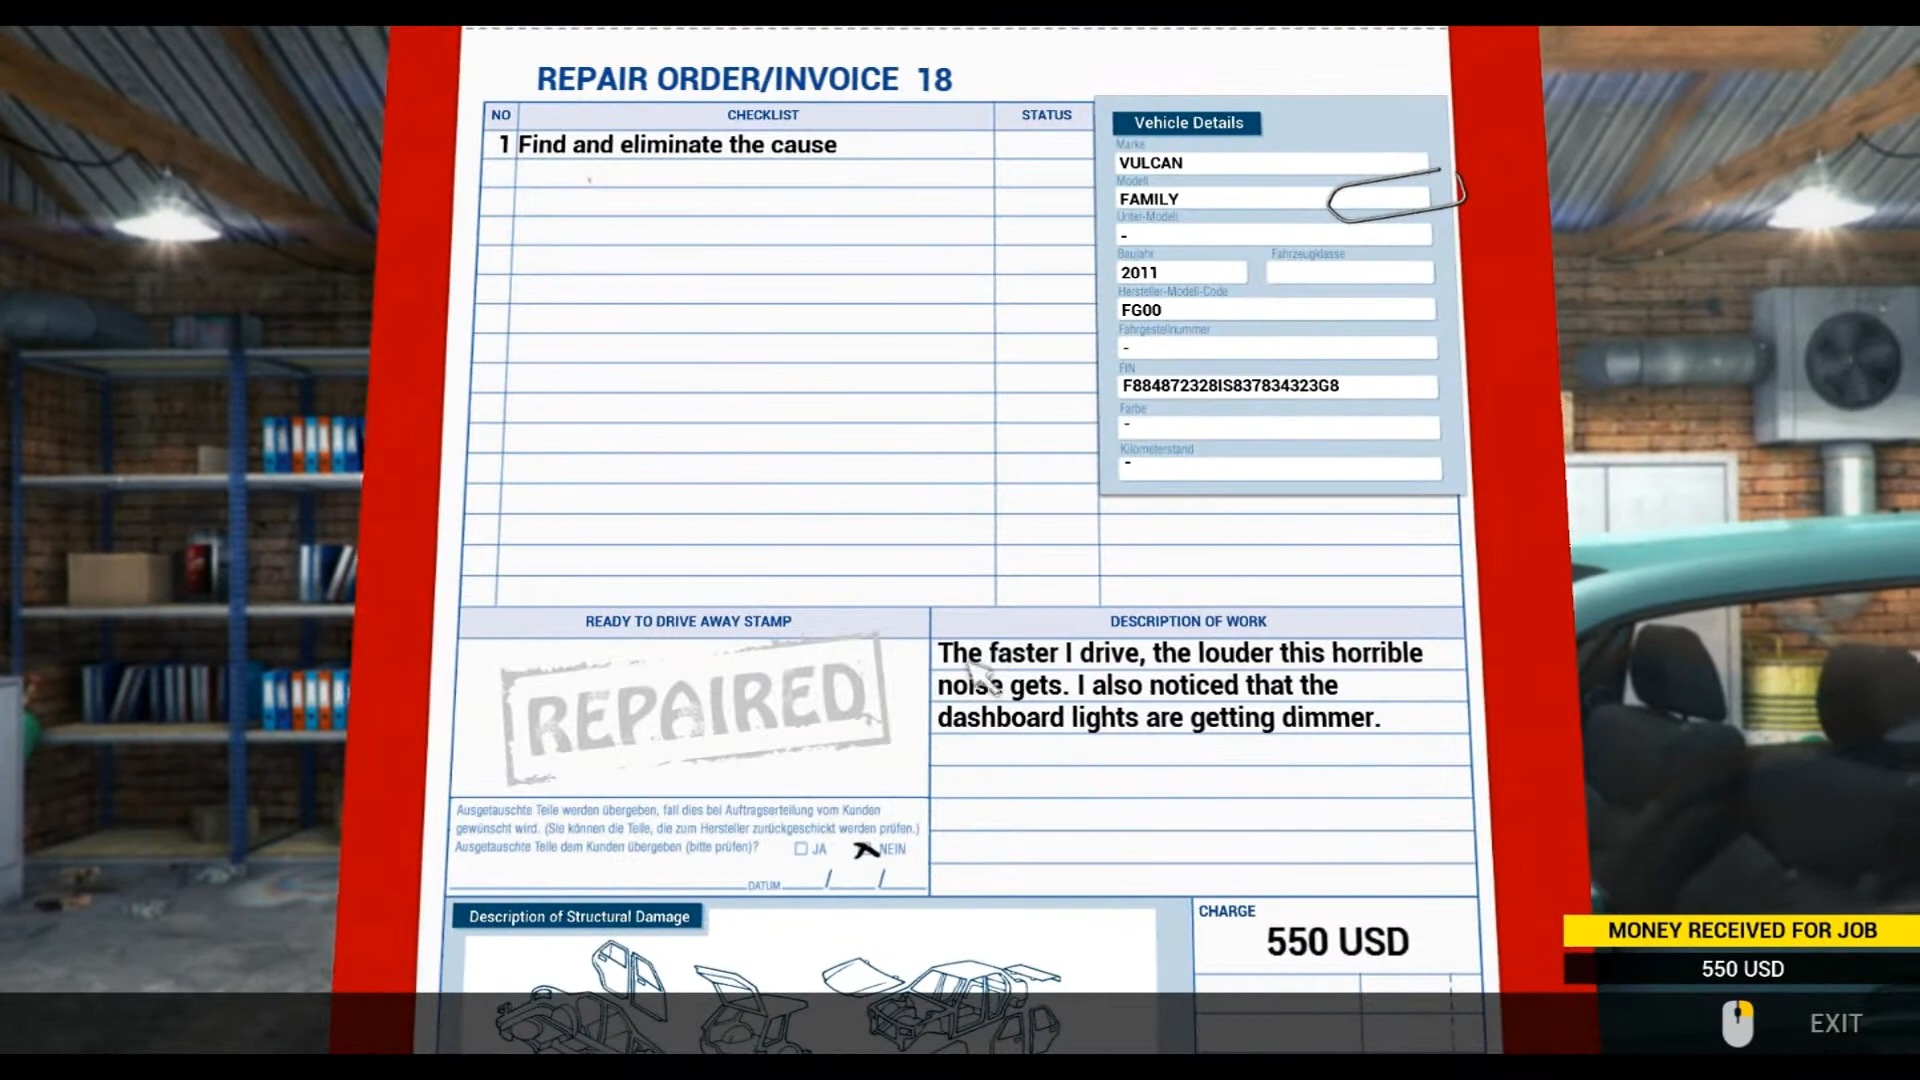 REPAIR ORDER/INVOICE 18
NO CHECKLIST STATUS
1 Find and eliminate the cause
Vehicle Details
Marke
VULCAN
Modell
FAMILY
Unter-Modell
-
Baujahr Fahrzeugklasse
2011
Hersteller-Modell-Code
FG00
Fahrgestellnummer
-
FIN
F884872328IS837834323G8
Farbe
-
Kilometerstand
-
READY TO DRIVE AWAY STAMP
REPAIRED
DESCRIPTION OF WORK
The faster I drive, the louder this horrible
noise gets. I also noticed that the
dashboard lights are getting dimmer.
Ausgetauschte Teile werden übergeben, fall dies bei Auftragserteilung vom Kunden
gewünscht wird. (Sie können die Teile, die zum Hersteller zurückgeschickt werden prüfen.)
Ausgetauschte Teile dem Kunden übergeben (bitte prüfen)? JA NEIN
DATUM / /
Description of Structural Damage
CHARGE
550 USD
MONEY RECEIVED FOR JOB
550 USD
EXIT